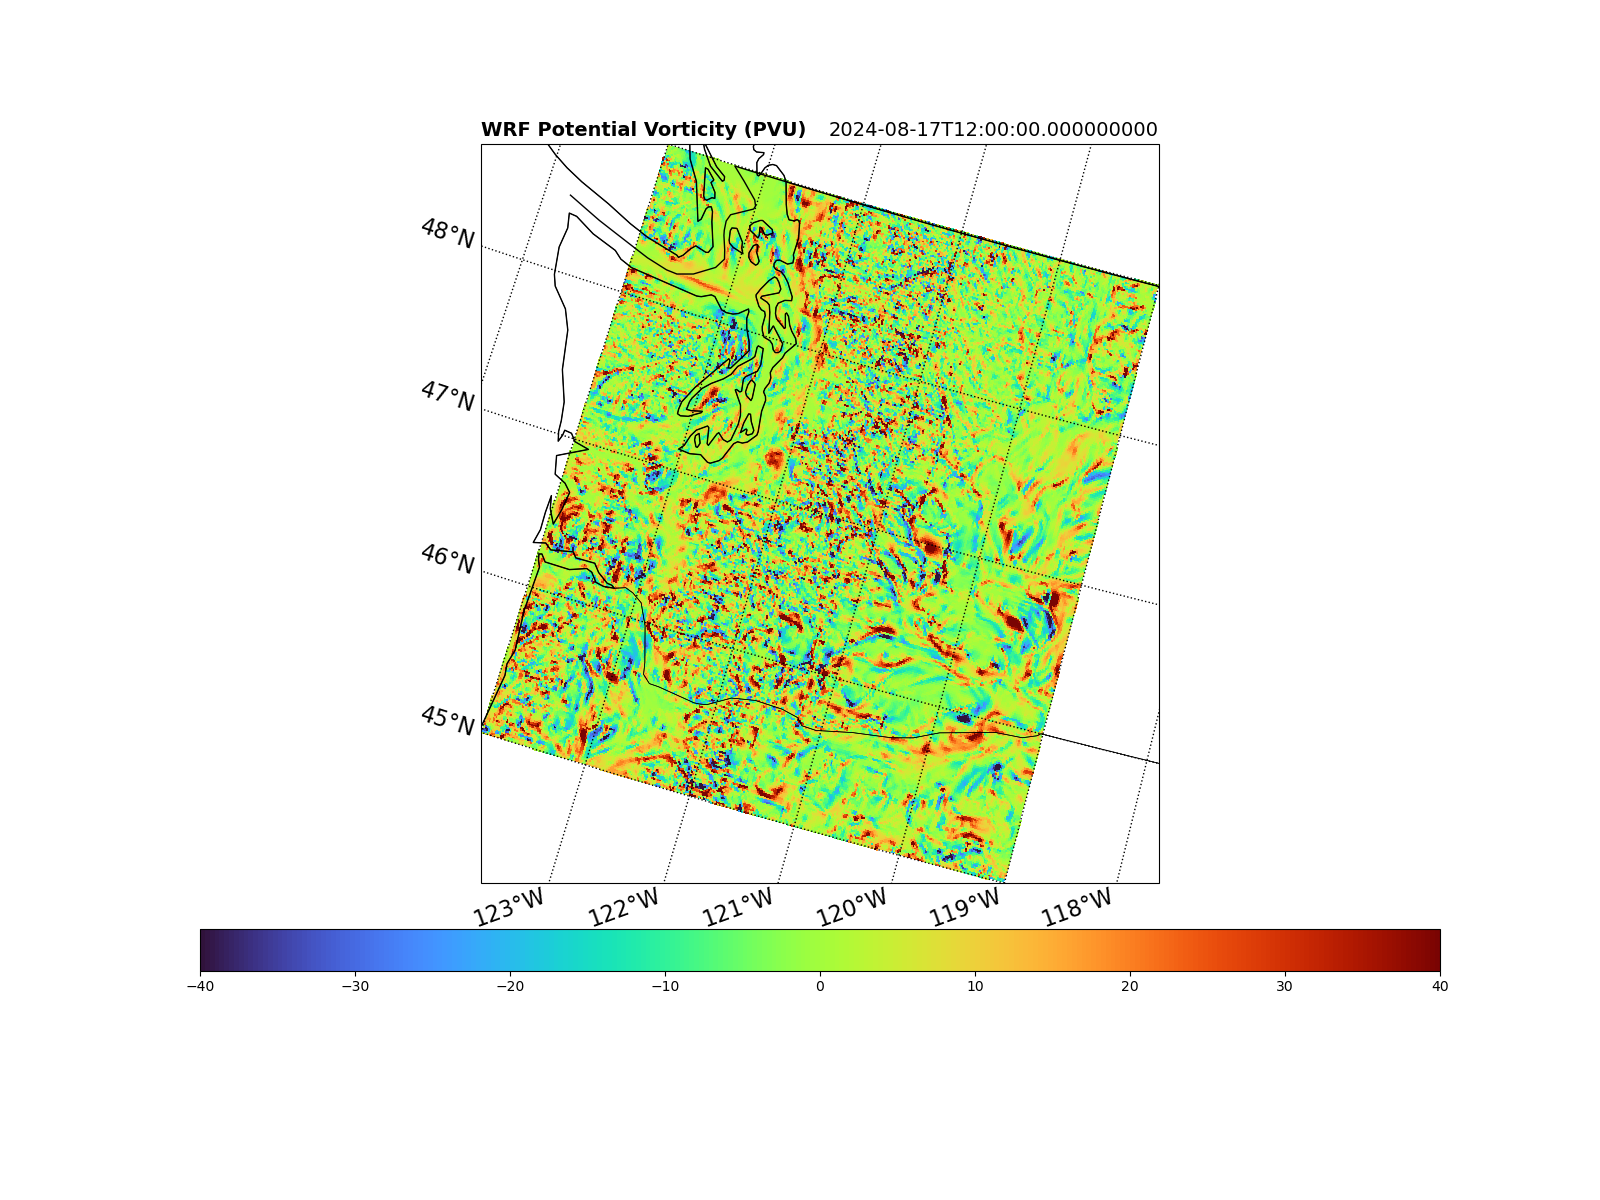 WRF Potential Vorticity (PVU) 2024-08-17T12:00:00.000000000
48°N
47°N
46°N
45°N
123°W 122°W 121°W 120°W 119°W 118°W
−40 −30 −20 −10 0 10 20 30 40